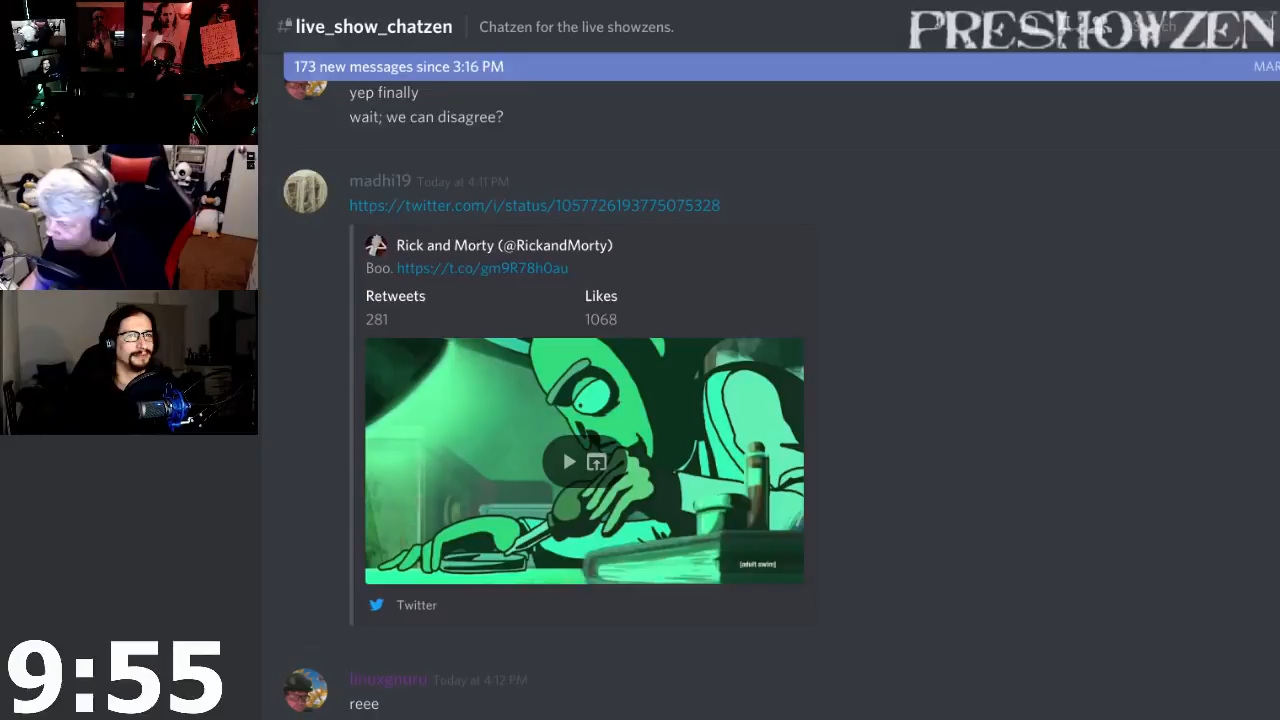 live_show_chatzen
Chatzen for the live showzens.
PRESHOWZEN
173 new messages since 3:16 PM
MAR
yep finally
wait; we can disagree?
madhi19 Today at 4:11 PM
https://twitter.com/i/status/1057726193775075328
Rick and Morty (@RickandMorty)
Boo. https://t.co/gm9R78h0au
Retweets Likes
281 1068
[adult swim]
Twitter
9:55
linuxgnuru Today at 4:12 PM
reee